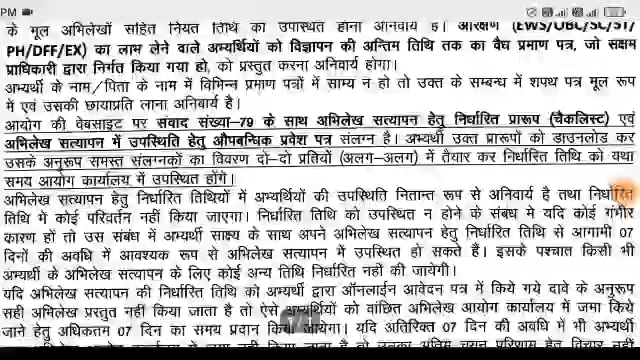 PM
के मूल अभिलेखों सहित नियत तिथि को उपस्थित होना अनिवार्य है। आरक्षण (EWS/OBC/SC/ST/
PH/DFF/EX) का लाभ लेने वाले अभ्यर्थियों को विज्ञापन की अन्तिम तिथि तक का वैध प्रमाण पत्र, जो सक्षम
प्राधिकारी द्वारा निर्गत किया गया हो, को प्रस्तुत करना अनिवार्य होगा।
अभ्यर्थी के नाम/पिता के नाम में विभिन्न प्रमाण पत्रों में साम्य न हो तो उक्त के सम्बन्ध में शपथ पत्र मूल रूप
में एवं उसकी छायाप्रति लाना अनिवार्य है।
आयोग की वेबसाइट पर संवाद संख्या-79 के साथ अभिलेख सत्यापन हेतु निर्धारित प्रारूप (चैकलिस्ट) एवं
अभिलेख सत्यापन में उपस्थिति हेतु औपबन्धिक प्रवेश पत्र संलग्न है। अभ्यर्थी उक्त प्रारूपों को डाउनलोड कर
उसके अनुरूप समस्त संलग्नकों का विवरण दो-दो प्रतियों (अलग-अलग) में तैयार कर निर्धारित तिथि को यथा
समय आयोग कार्यालय में उपस्थित होंगे।
अभिलेख सत्यापन हेतु निर्धारित तिथियों में अभ्यर्थियों की उपस्थिति नितान्त रूप से अनिवार्य है तथा निर्धारित
तिथि में कोई परिवर्तन नहीं किया जाएगा। निर्धारित तिथि को उपस्थित न होने के संबंध मे यदि कोई गंभीर
कारण हों तो उस संबंध में अभ्यर्थी साक्ष्य के साथ अपने अभिलेख सत्यापन हेतु निर्धारित तिथि से आगामी 07
दिनों की अवधि में आवश्यक रूप से अभिलेख सत्यापन में उपस्थित हो सकते हैं। इसके पश्चात किसी भी
अभ्यर्थी के अभिलेख सत्यापन के लिए कोई अन्य तिथि निर्धारित नहीं की जायेगी।
यदि अभिलेख सत्यापन की निर्धारित तिथि को अभ्यर्थी द्वारा ऑनलाईन आवेदन पत्र में किये गये दावे के अनुरूप
सही अभिलेख प्रस्तुत नहीं किया जाता है तो ऐसे अभ्यर्थियों को वांछित अभिलेख आयोग कार्यालय में जमा किये
जाने हेतु अधिकतम 07 दिन का समय प्रदान किया जायेगा। यदि अतिरिक्त 07 दिन की अवधि में भी अभ्यर्थी